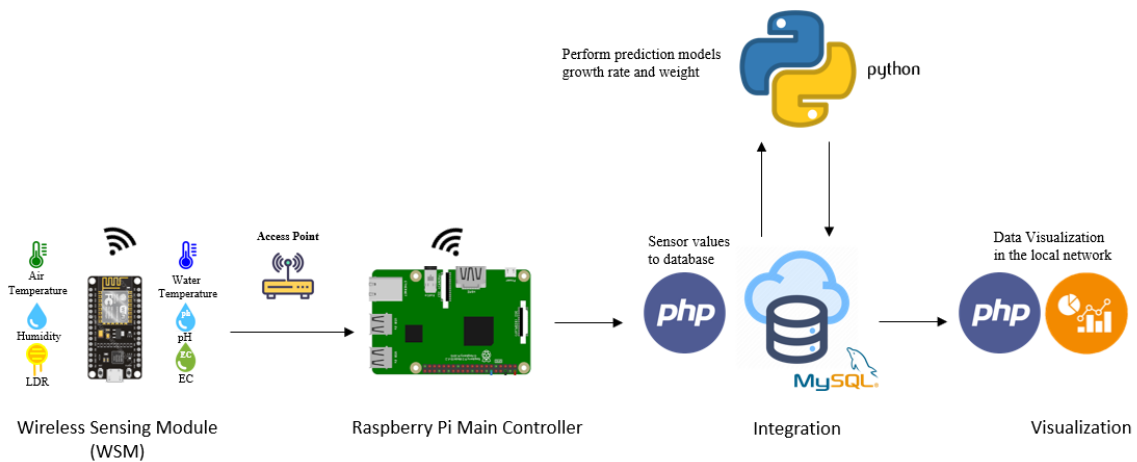 Perform prediction models
growth rate and weight
python
Access Point
Air
Temperature
Humidity
LDR
Water
Temperature
ph
pH
EC
EC
Sensor values
to database
php
MySQL®
Data Visualization
in the local network
php
Wireless Sensing Module
(WSM)
Raspberry Pi Main Controller
Integration
Visualization